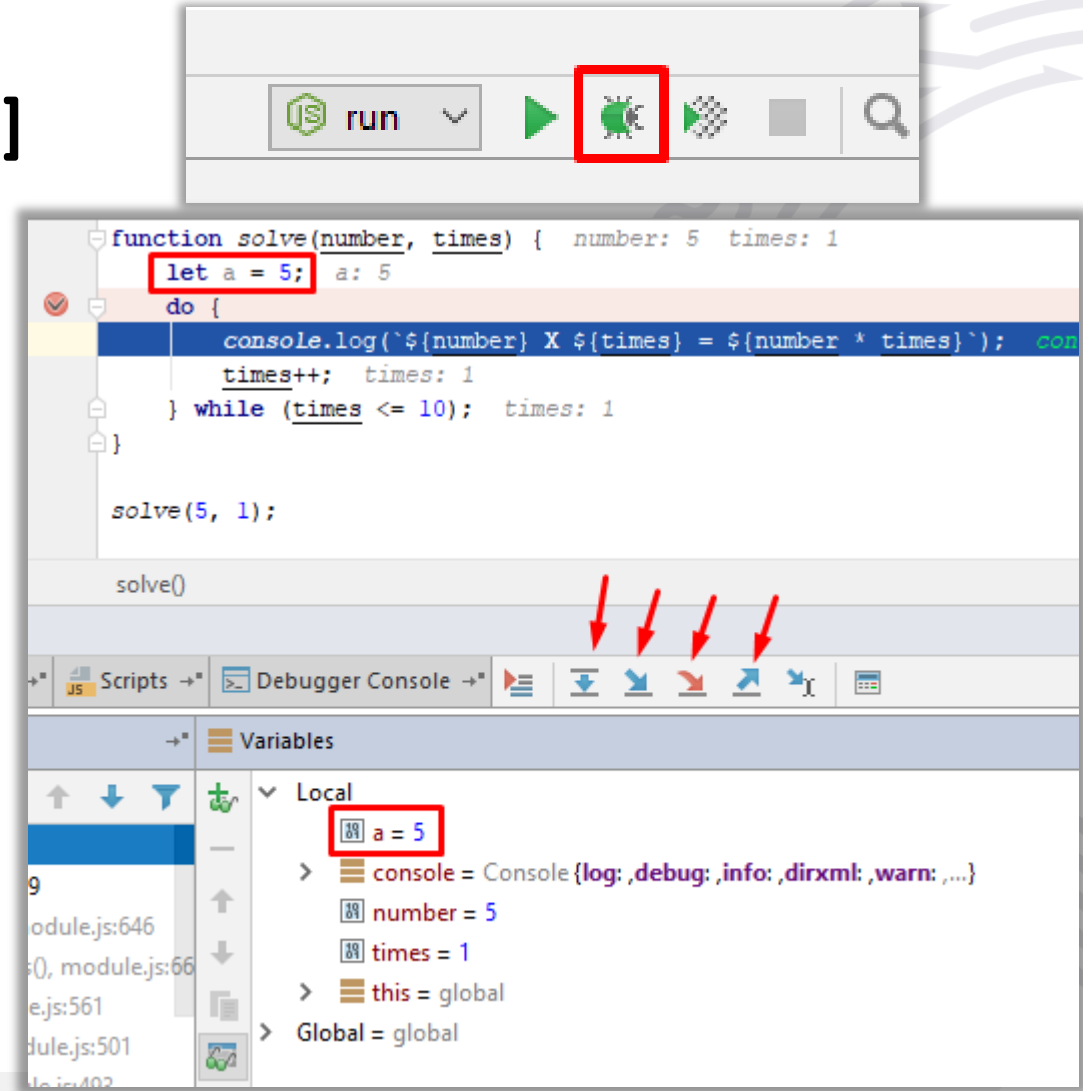 ]
run
function solve(number, times) { number: 5 times: 1
let a = 5; a: 5
do {
console.log(`${number} X ${times} = ${number * times}`); con
times++; times: 1
} while (times <= 10); times: 1
}
solve(5, 1);
solve()
Scripts Debugger Console
Variables
Local
a = 5
9
console = Console {log: ,debug: ,info: ,dirxml: ,warn: ,...}
odule.js:646
number = 5
s(), module.js:66
times = 1
e.js:561
this = global
dule.js:501
Global = global